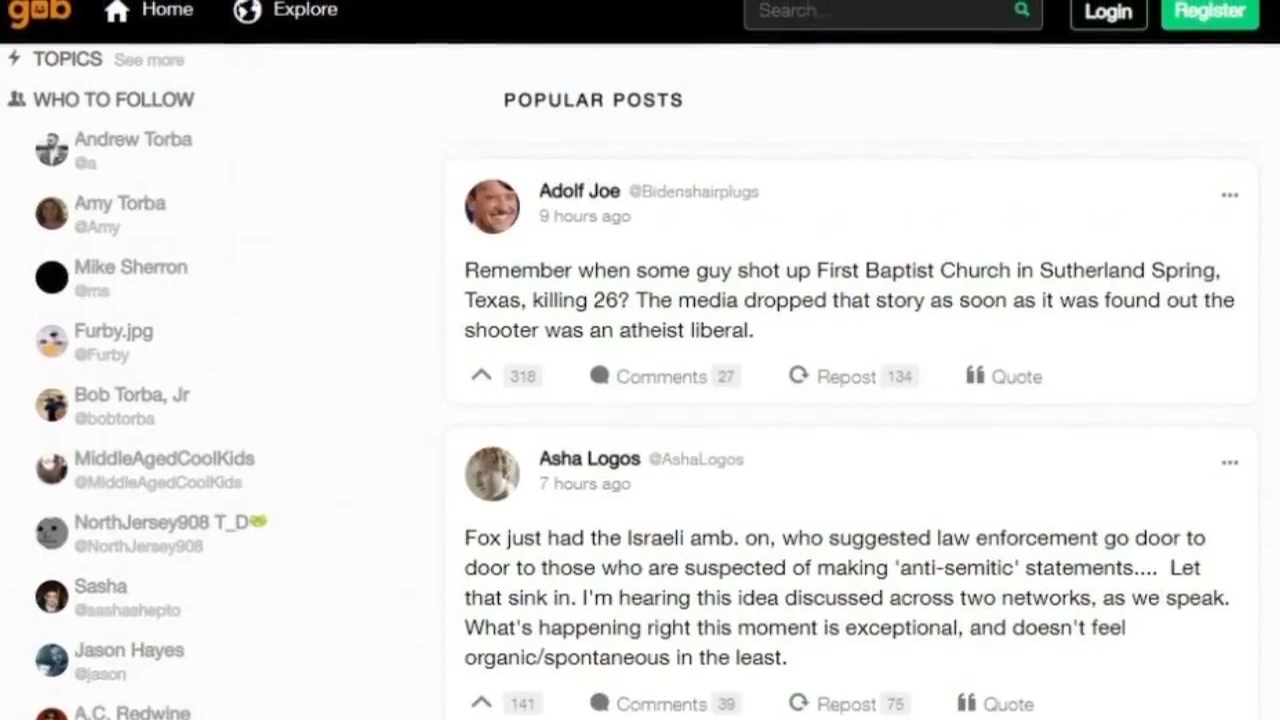 gab Home Explore Search... Login Register
TOPICS See more
WHO TO FOLLOW
Andrew Torba
@a
Amy Torba
@Amy
Mike Sherron
@ms
Furby.jpg
@Furby
Bob Torba, Jr
@bobtorba
MiddleAgedCoolKids
@MiddleAgedCoolKids
NorthJersey908 T_D🐸
@NorthJersey908
Sasha
@sashashepto
Jason Hayes
@jason
A.C. Redwine
POPULAR POSTS
Adolf Joe @Bidenshairplugs
9 hours ago
Remember when some guy shot up First Baptist Church in Sutherland Spring,
Texas, killing 26? The media dropped that story as soon as it was found out the
shooter was an atheist liberal.
318 Comments 27 Repost 134 Quote
Asha Logos @AshaLogos
7 hours ago
Fox just had the Israeli amb. on, who suggested law enforcement go door to
door to those who are suspected of making 'anti-semitic' statements.... Let
that sink in. I'm hearing this idea discussed across two networks, as we speak.
What's happening right this moment is exceptional, and doesn't feel
organic/spontaneous in the least.
141 Comments 39 Repost 75 Quote